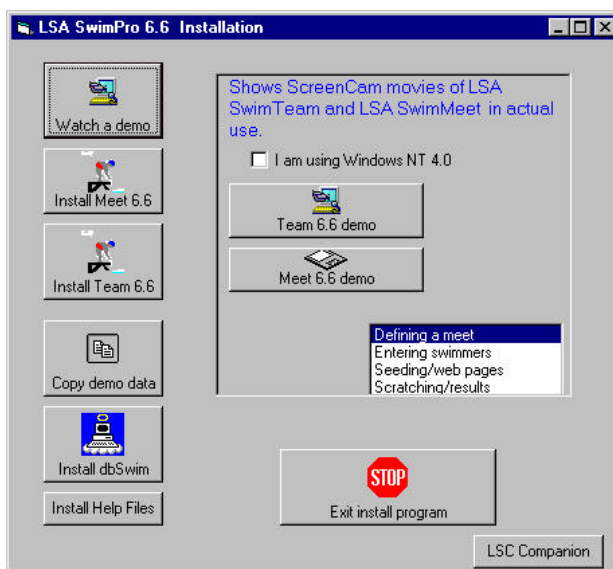 LSA SwimPro 6.6 Installation
Watch a demo
Install Meet 6.6
Install Team 6.6
Copy demo data
Install dbSwim
Install Help Files
Shows ScreenCam movies of LSA
SwimTeam and LSA SwimMeet in actual
use.
I am using Windows NT 4.0
Team 6.6 demo
Meet 6.6 demo
Defining a meet
Entering swimmers
Seeding/web pages
Scratching/results
STOP
Exit install program
LSC Companion